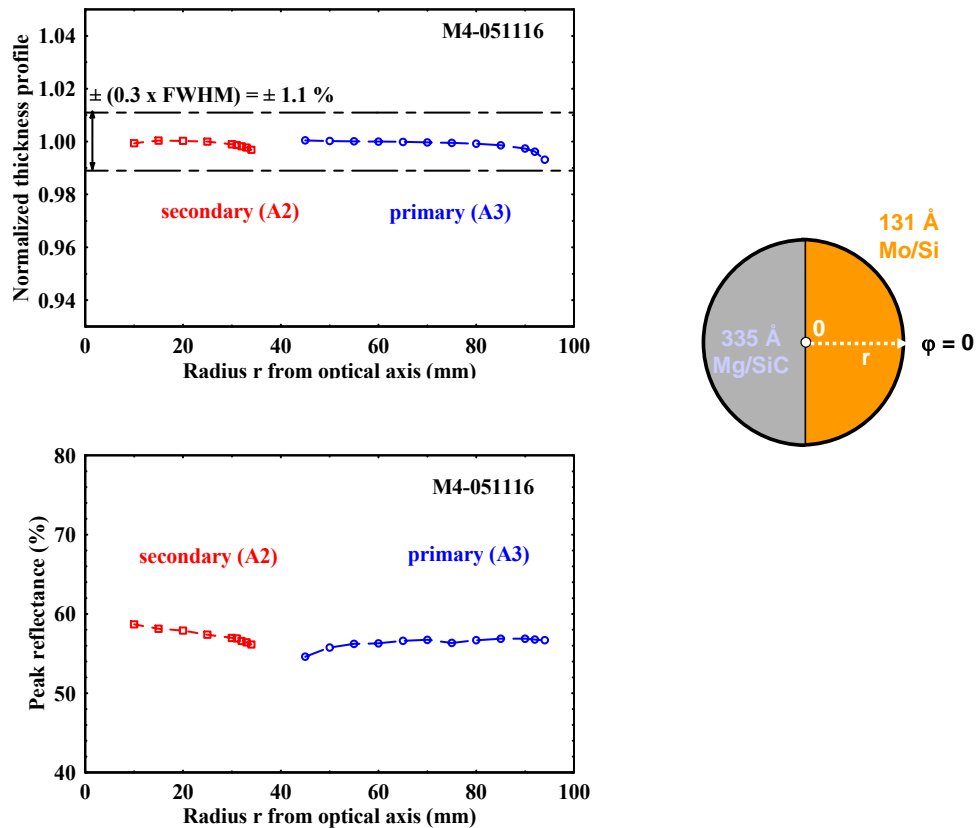 M4-051116
1.04
1.02
1.00
0.98
0.96
0.94
Normalized thickness profile
± (0.3 x FWHM) = ± 1.1 %
secondary (A2)
primary (A3)
0
20
40
60
80
100
Radius r from optical axis (mm)
131 Å
Mo/Si
335 Å
Mg/SiC
0
r
φ = 0
M4-051116
80
70
60
50
40
Peak reflectance (%)
secondary (A2)
primary (A3)
0
20
40
60
80
100
Radius r from optical axis (mm)